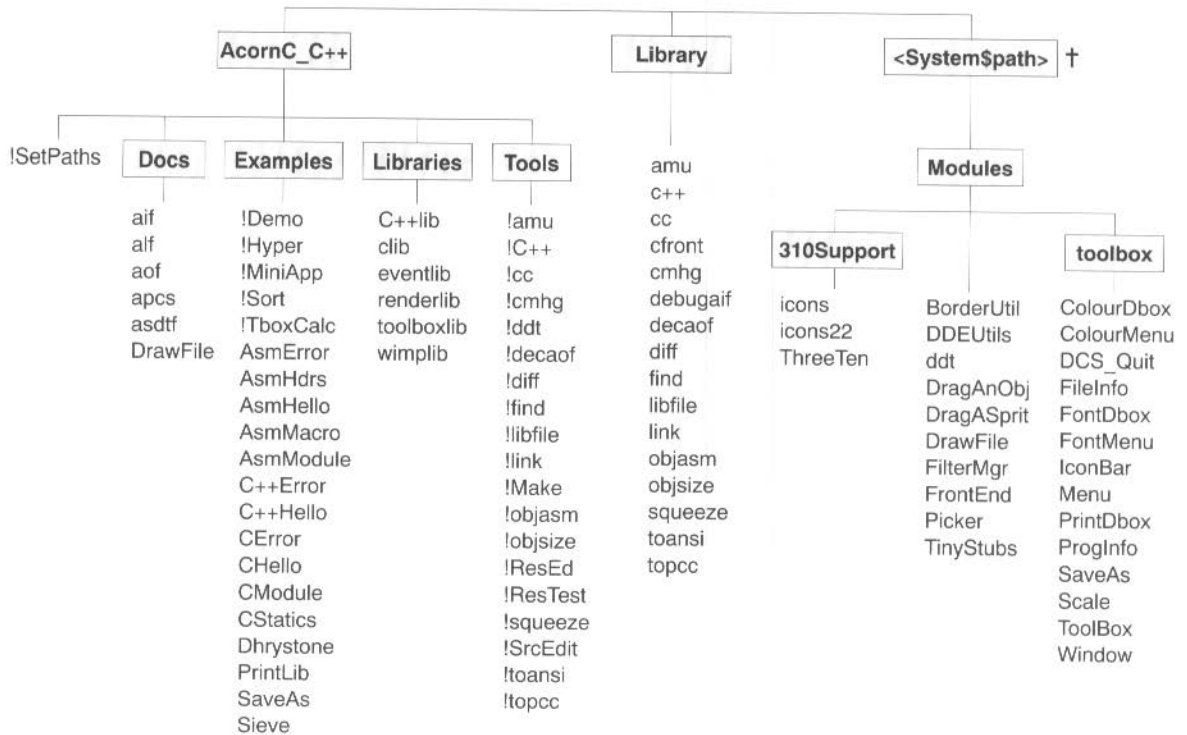 AcornC_C++
Library
<System$path> †
!SetPaths
Docs
aif
alf
aof
apcs
asdtf
DrawFile
Examples
!Demo
!Hyper
!MiniApp
!Sort
!TboxCalc
AsmError
AsmHdrs
AsmHello
AsmMacro
AsmModule
C++Error
C++Hello
CError
CHello
CModule
CStatics
Dhrystone
PrintLib
SaveAs
Sieve
Libraries
C++lib
clib
eventlib
renderlib
toolboxlib
wimplib
Tools
!amu
!C++
!cc
!cmhg
!ddt
!decaof
!diff
!find
!libfile
!link
!Make
!objasm
!objsize
!ResEd
!ResTest
!squeeze
!SrcEdit
!toansi
!topcc
amu
c++
cc
cfront
cmhg
debugaif
decaof
diff
find
libfile
link
objasm
objsize
squeeze
toansi
topcc
Modules
310Support
icons
icons22
ThreeTen
BorderUtil
DDEUtils
ddt
DragAnObj
DragASprit
DrawFile
FilterMgr
FrontEnd
Picker
TinyStubs
toolbox
ColourDbox
ColourMenu
DCS_Quit
FileInfo
FontDbox
FontMenu
IconBar
Menu
PrintDbox
ProgInfo
SaveAs
Scale
ToolBox
Window